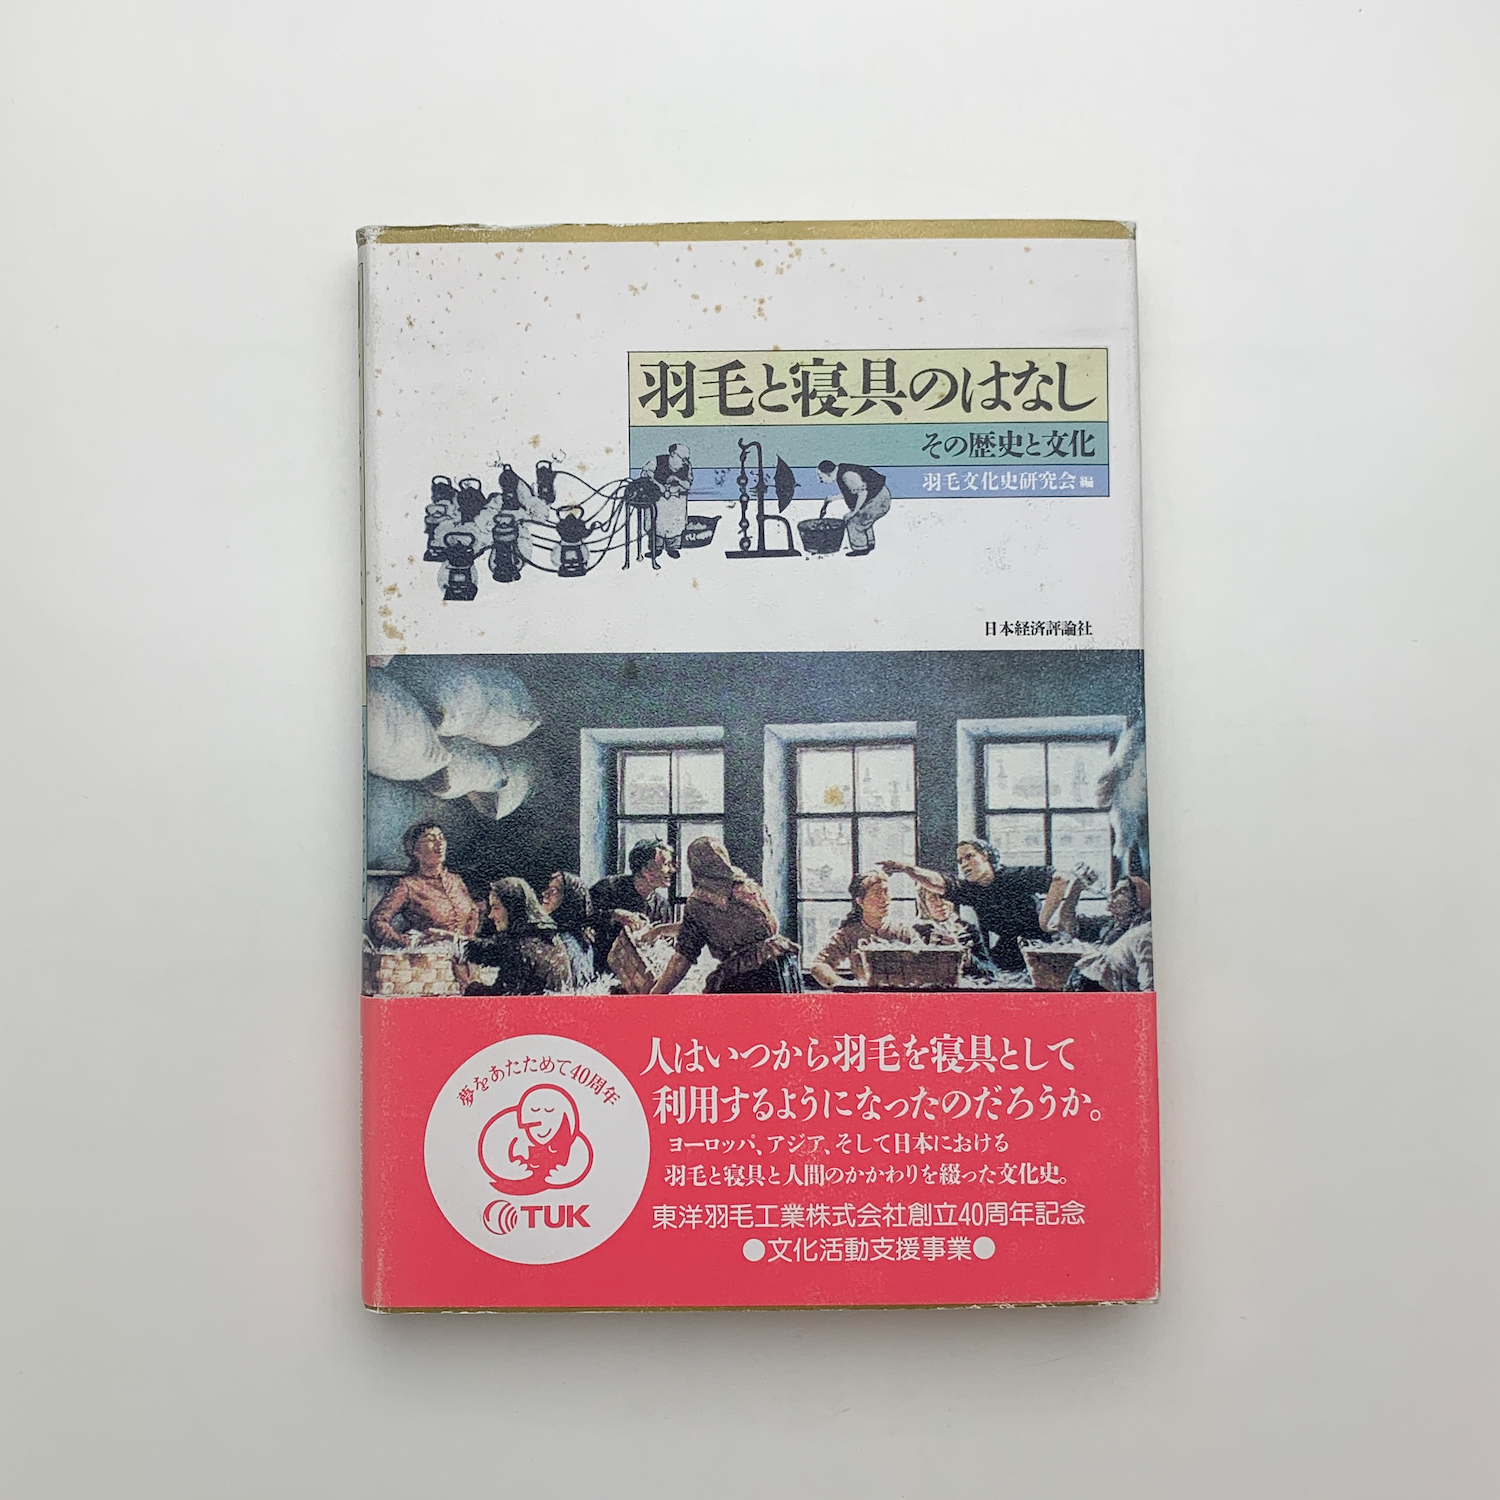 羽毛と寝具のはなし
その歴史と文化
羽毛文化史研究会 編
日本経済評論社
夢をあたためて40周年
TUK
人はいつから羽毛を寝具として
利用するようになったのだろうか。
ヨーロッパ、アジア、そして日本における
羽毛と寝具と人間のかかわりを綴った文化史。
東洋羽毛工業株式会社創立40周年記念
●文化活動支援事業●